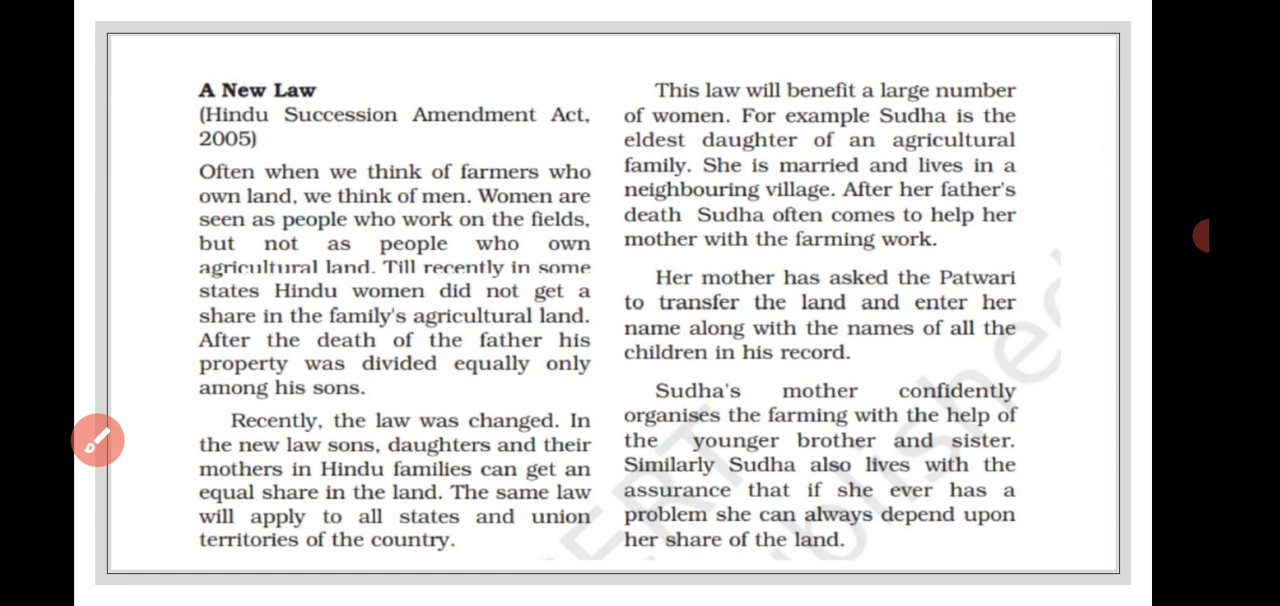 A New Law
(Hindu Succession Amendment Act,
2005)
Often when we think of farmers who
own land, we think of men. Women are
seen as people who work on the fields,
but not as people who own
agricultural land. Till recently in some
states Hindu women did not get a
share in the family's agricultural land.
After the death of the father his
property was divided equally only
among his sons.
Recently, the law was changed. In
the new law sons, daughters and their
mothers in Hindu families can get an
equal share in the land. The same law
will apply to all states and union
territories of the country.
This law will benefit a large number
of women. For example Sudha is the
eldest daughter of an agricultural
family. She is married and lives in a
neighbouring village. After her father's
death Sudha often comes to help her
mother with the farming work.
Her mother has asked the Patwari
to transfer the land and enter her
name along with the names of all the
children in his record.
Sudha's mother confidently
organises the farming with the help of
the younger brother and sister.
Similarly Sudha also lives with the
assurance that if she ever has a
problem she can always depend upon
her share of the land.